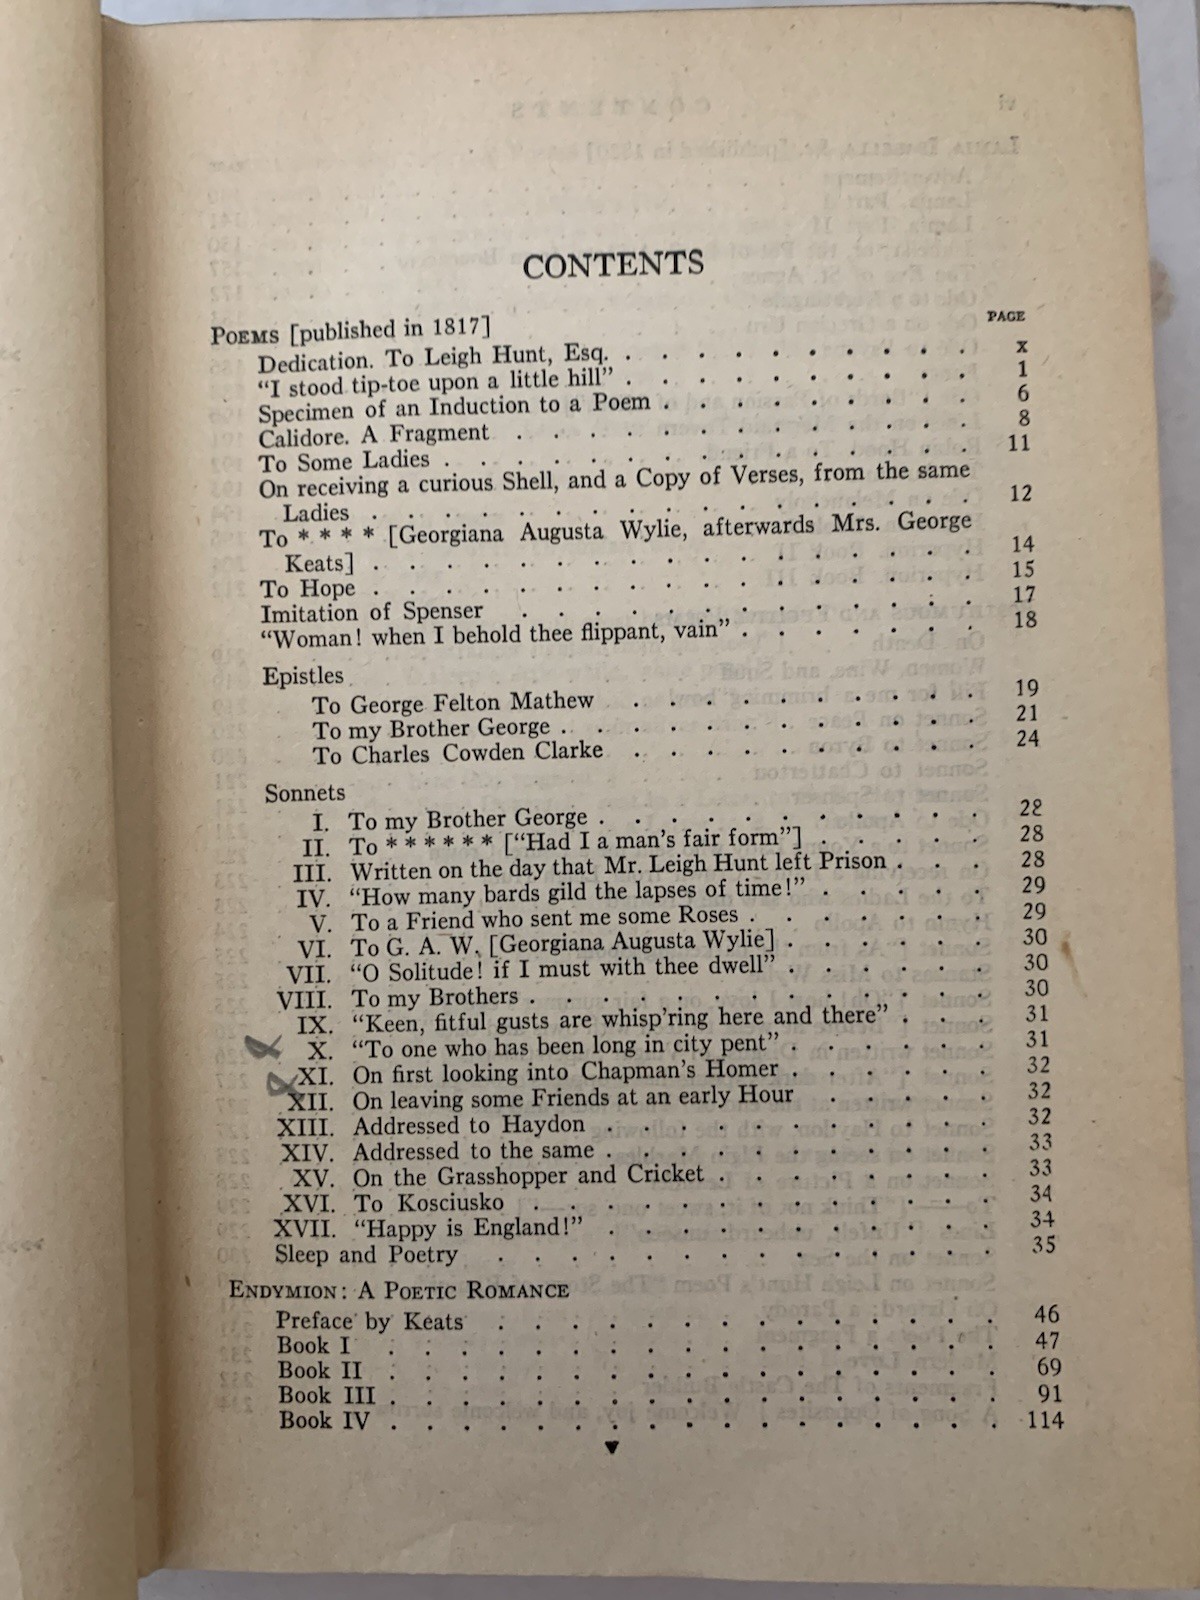 CONTENTS
PAGE
POEMS [published in 1817]
Dedication. To Leigh Hunt, Esq. . . . . . . . . . . x
“I stood tip-toe upon a little hill” . . . . . . . . . . 1
Specimen of an Induction to a Poem . . . . . . . . . 6
Calidore. A Fragment . . . . . . . . . . . . . 8
To Some Ladies . . . . . . . . . . . . . . . 11
On receiving a curious Shell, and a Copy of Verses, from the same
Ladies . . . . . . . . . . . . . . . . . 12
To * * * * [Georgiana Augusta Wylie, afterwards Mrs. George
Keats] . . . . . . . . . . . . . . . . . 14
To Hope . . . . . . . . . . . . . . . . . 15
Imitation of Spenser . . . . . . . . . . . . . 17
“Woman! when I behold thee flippant, vain” . . . . . . . 18
Epistles
To George Felton Mathew . . . . . . . . . . 19
To my Brother George . . . . . . . . . . . . 21
To Charles Cowden Clarke . . . . . . . . . . 24
Sonnets
I. To my Brother George . . . . . . . . . . . 28
II. To * * * * * * [“Had I a man’s fair form”] . . . . . 28
III. Written on the day that Mr. Leigh Hunt left Prison . . . 28
IV. “How many bards gild the lapses of time!” . . . . . 29
V. To a Friend who sent me some Roses . . . . . . . 29
VI. To G. A. W. [Georgiana Augusta Wylie] . . . . . . 30
VII. “O Solitude! if I must with thee dwell” . . . . . . 30
VIII. To my Brothers . . . . . . . . . . . . . 30
IX. “Keen, fitful gusts are whisp’ring here and there” . . . 31
X. “To one who has been long in city pent” . . . . . . 31
XI. On first looking into Chapman’s Homer . . . . . . 32
XII. On leaving some Friends at an early Hour . . . . . 32
XIII. Addressed to Haydon . . . . . . . . . . . 32
XIV. Addressed to the same . . . . . . . . . . . 33
XV. On the Grasshopper and Cricket . . . . . . . . 33
XVI. To Kosciusko . . . . . . . . . . . . . 34
XVII. “Happy is England!” . . . . . . . . . . . 34
Sleep and Poetry . . . . . . . . . . . . . . 35
ENDYMION: A POETIC ROMANCE
Preface by Keats . . . . . . . . . . . . . . 46
Book I . . . . . . . . . . . . . . . . . 47
Book II . . . . . . . . . . . . . . . . . 69
Book III . . . . . . . . . . . . . . . . . 91
Book IV . . . . . . . . . . . . . . . . . 114